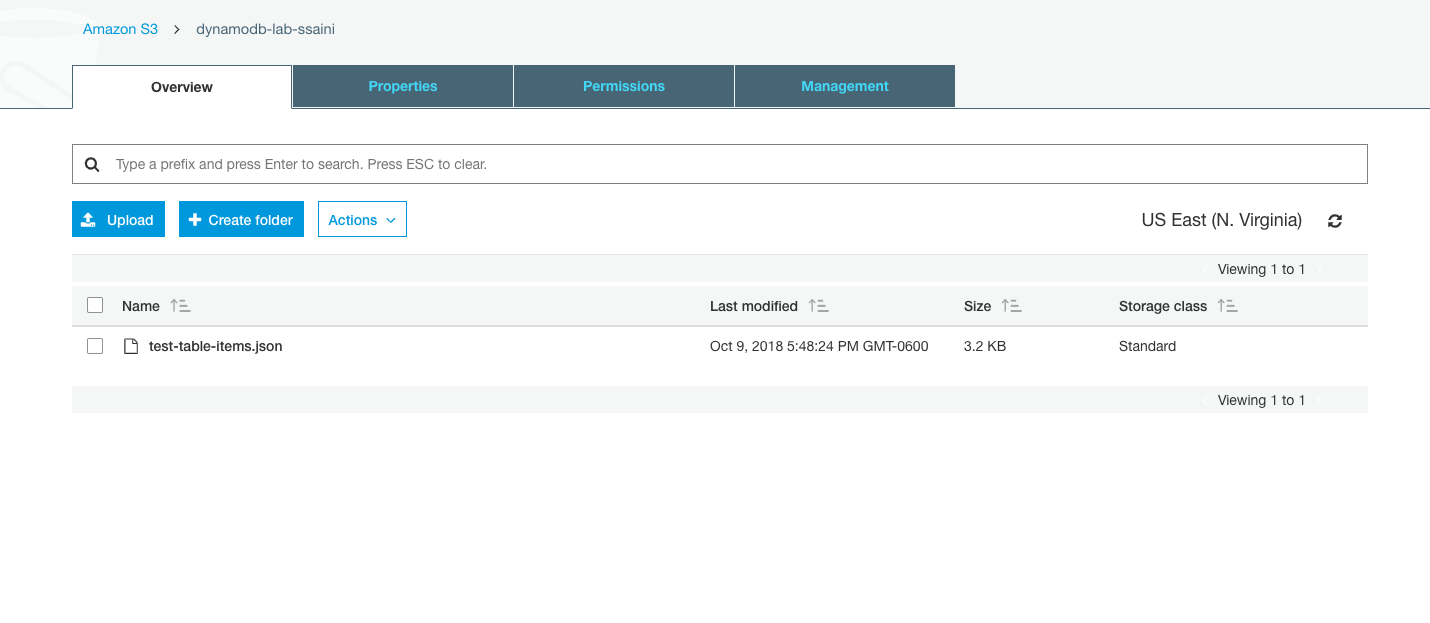 Amazon S3 > dynamodb-lab-ssaini
Overview Properties Permissions Management
Type a prefix and press Enter to search. Press ESC to clear.
Upload Create folder Actions US East (N. Virginia)
Viewing 1 to 1
Name Last modified Size Storage class
test-table-items.json Oct 9, 2018 5:48:24 PM GMT-0600 3.2 KB Standard
Viewing 1 to 1